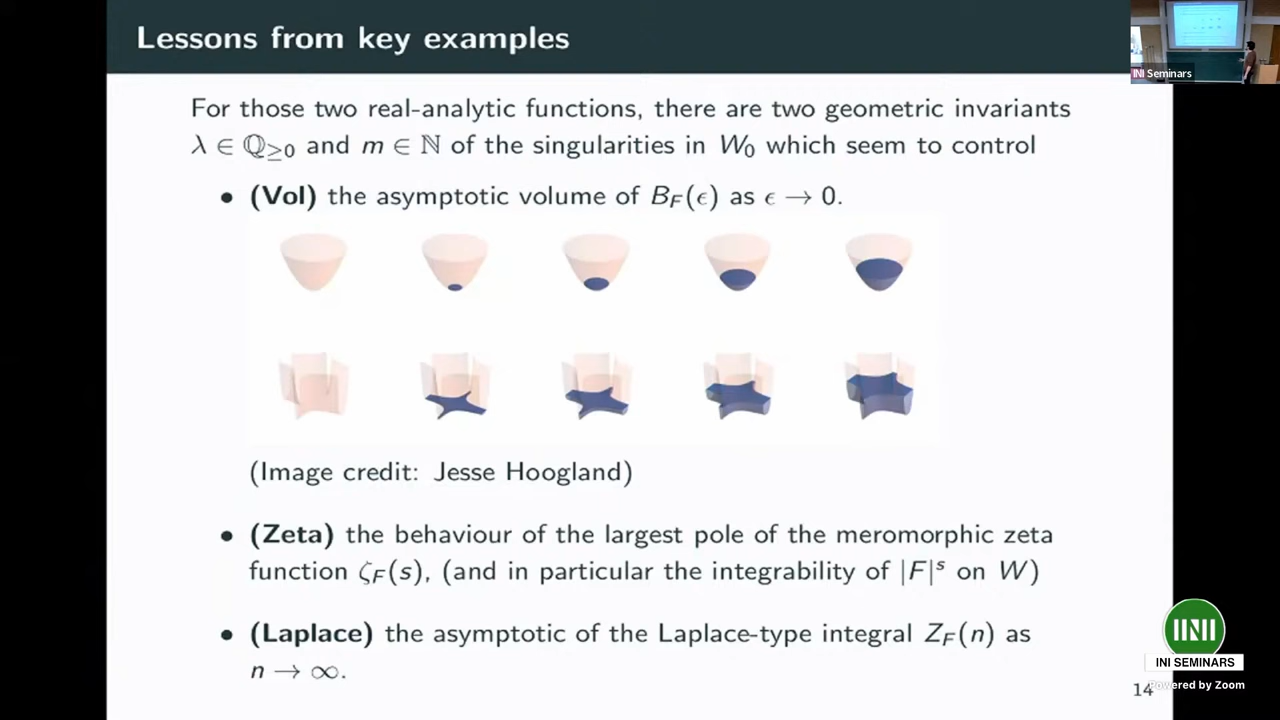 Lessons from key examples
INI Seminars
For those two real-analytic functions, there are two geometric invariants
λ ∈ ℚ≥0 and m ∈ ℕ of the singularities in W₀ which seem to control
• (Vol) the asymptotic volume of B_F(ϵ) as ϵ → 0.
(Image credit: Jesse Hoogland)
• (Zeta) the behaviour of the largest pole of the meromorphic zeta
function ζ_F(s), (and in particular the integrability of |F|^s on W)
• (Laplace) the asymptotic of the Laplace-type integral Z_F(n) as
n → ∞.
INI
INI SEMINARS
Powered by Zoom
14